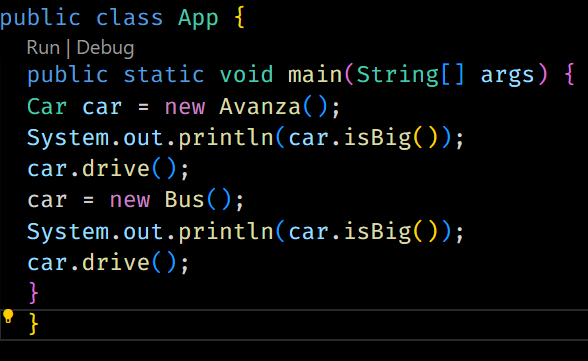 public class App {
Run | Debug
public static void main(String[] args) {
Car car = new Avanza();
System.out.println(car.isBig());
car.drive();
car = new Bus();
System.out.println(car.isBig());
car.drive();
}
}